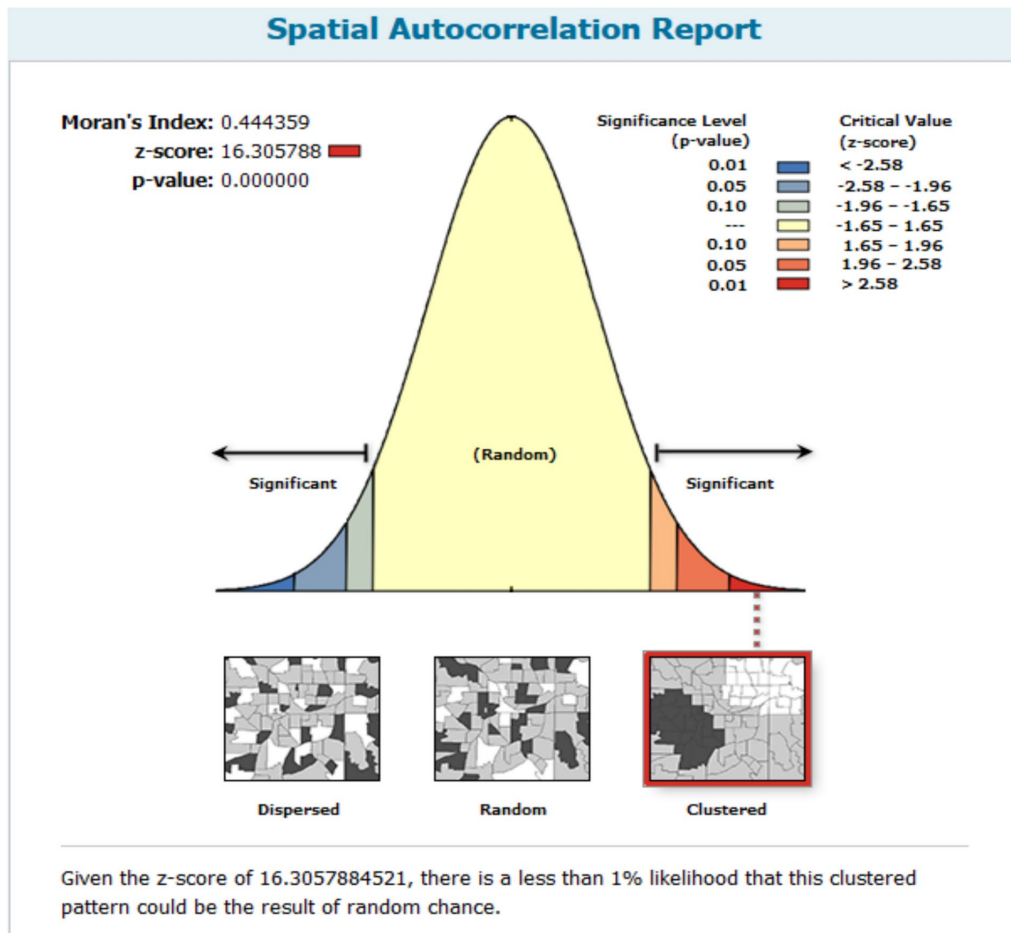 Spatial Autocorrelation Report
Moran's Index: 0.444359
z-score: 16.305788
p-value: 0.000000
Significance Level
(p-value)
Critical Value
(z-score)
0.01 < -2.58
0.05 -2.58 – -1.96
0.10 -1.96 – -1.65
--- -1.65 – 1.65
0.10 1.65 – 1.96
0.05 1.96 – 2.58
0.01 > 2.58
(Random)
Significant
Significant
Dispersed
Random
Clustered
Given the z-score of 16.3057884521, there is a less than 1% likelihood that this clustered
pattern could be the result of random chance.